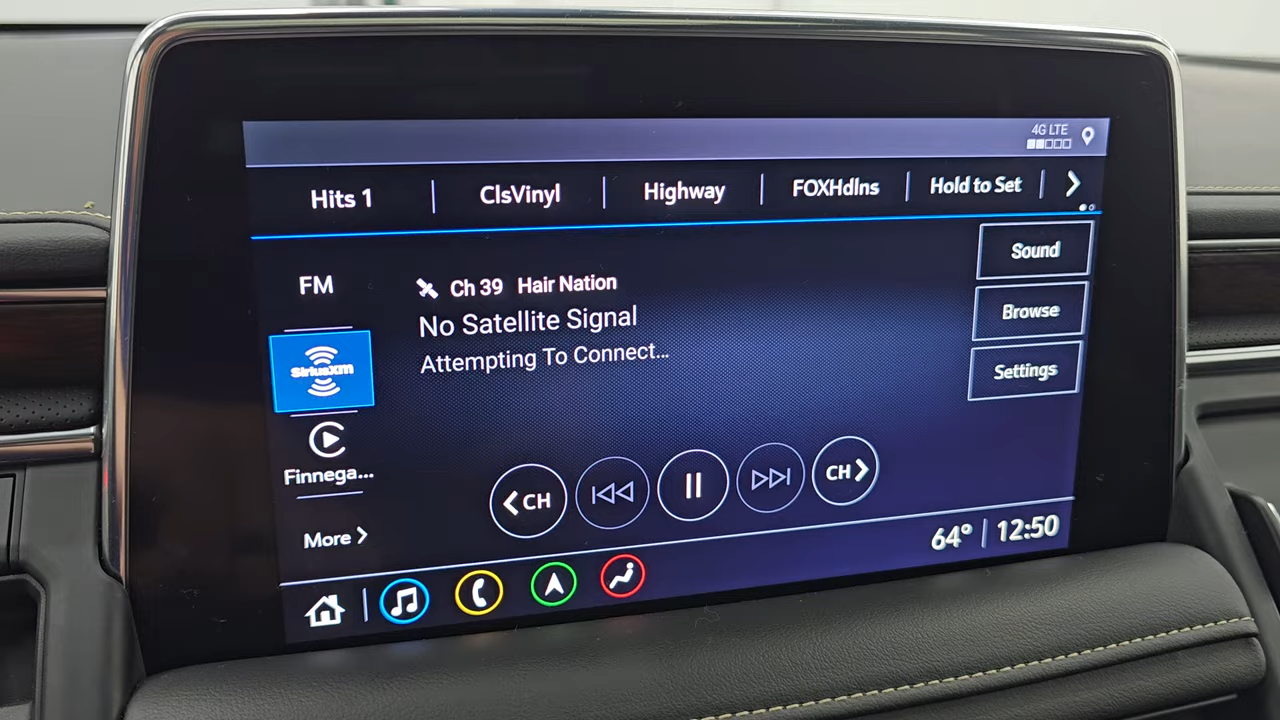 4G LTE
Hits 1
ClsVinyl
Highway
FOXHdlns
Hold to Set
FM
Ch 39 Hair Nation
No Satellite Signal
Attempting To Connect...
Sound
Browse
Settings
SiriusXM
Finnega...
More
CH
CH
64° 12:50